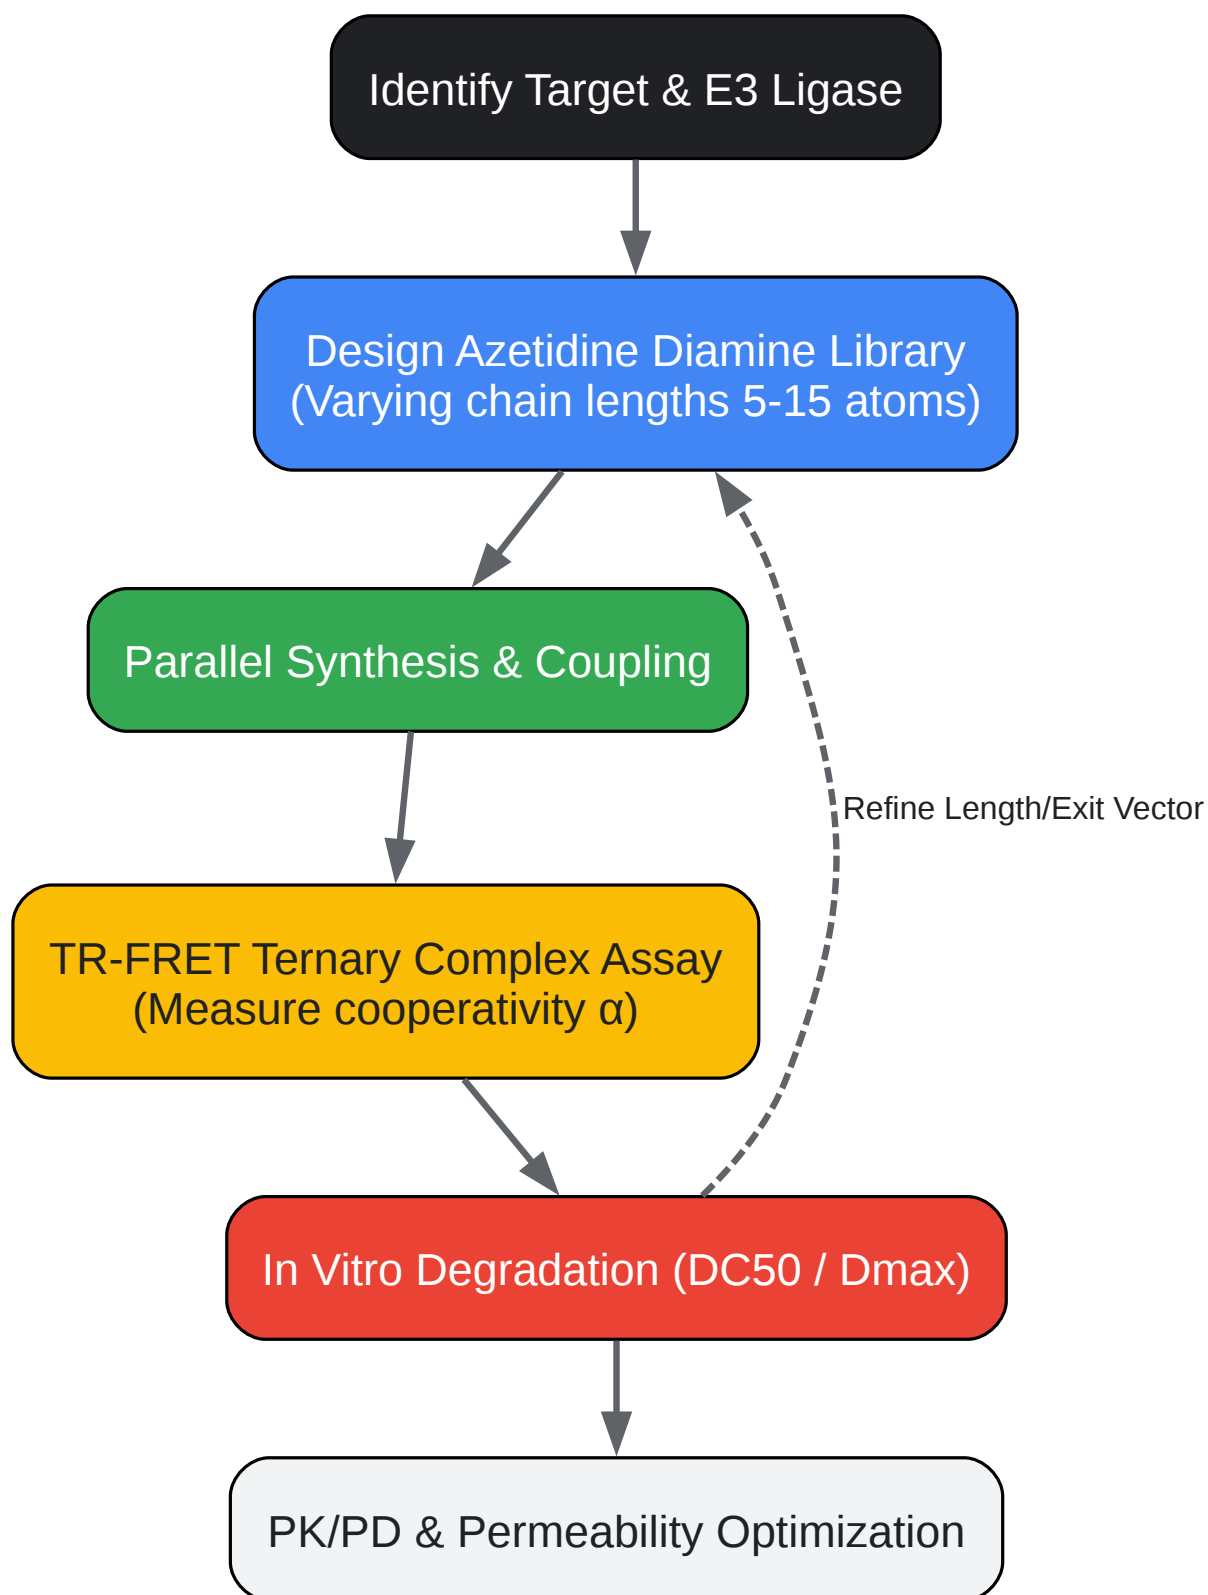 Identify Target & E3 Ligase
Design Azetidine Diamine Library
(Varying chain lengths 5-15 atoms)
Parallel Synthesis & Coupling
Refine Length/Exit Vector
TR-FRET Ternary Complex Assay
(Measure cooperativity α)
In Vitro Degradation (DC50 / Dmax)
PK/PD & Permeability Optimization